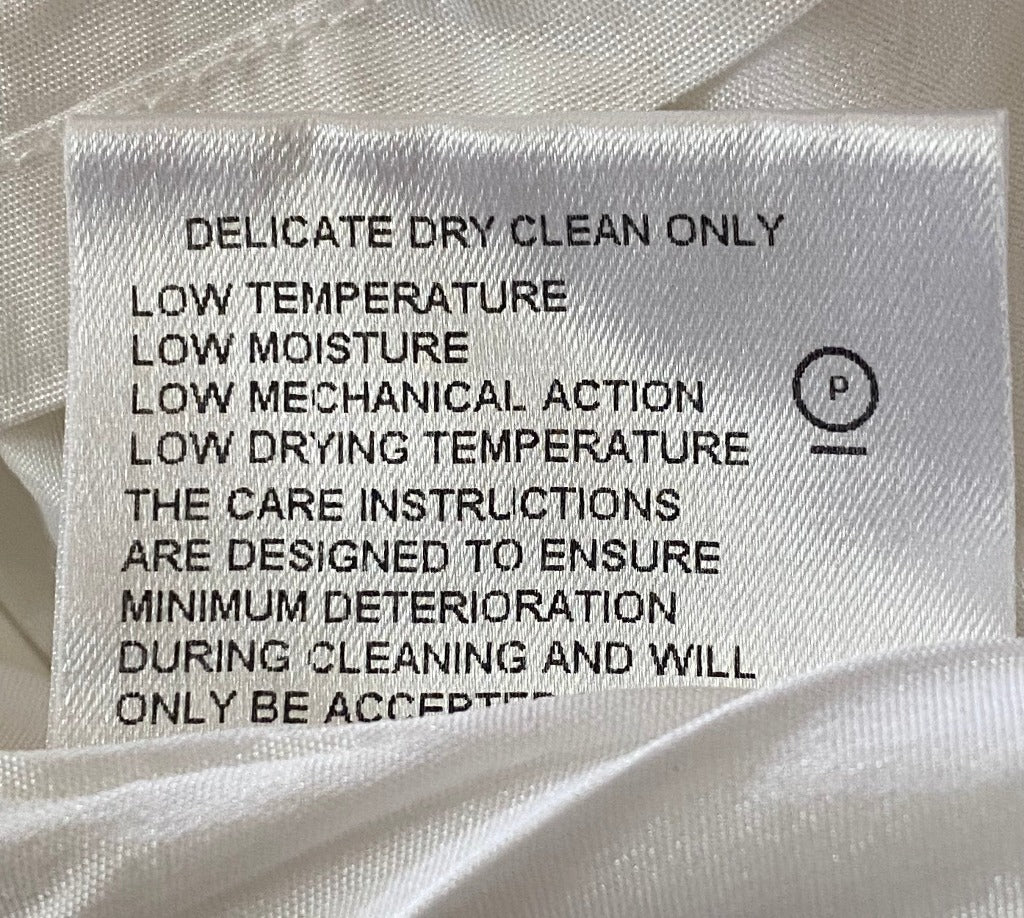 DELICATE DRY CLEAN ONLY
LOW TEMPERATURE
LOW MOISTURE
LOW MECHANICAL ACTION
P
LOW DRYING TEMPERATURE
THE CARE INSTRUCTIONS
ARE DESIGNED TO ENSURE
MINIMUM DETERIORATION
DURING CLEANING AND WILL
ONLY BE